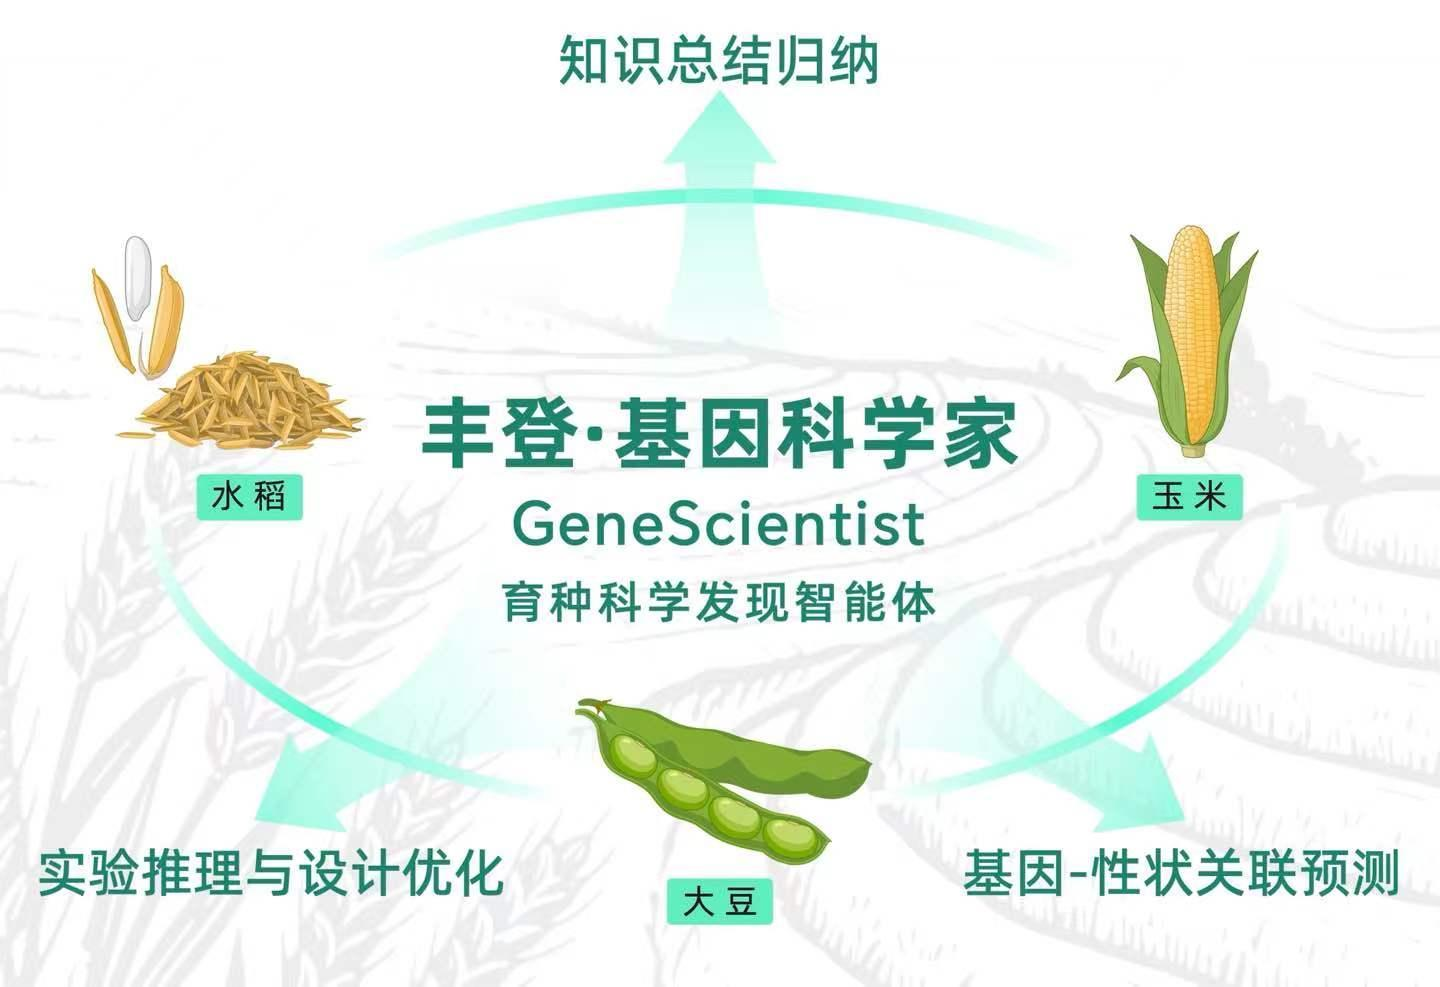 知识总结归纳
水稻
玉米
丰登·基因科学家
GeneScientist
育种科学发现智能体
实验推理与设计优化
大豆
基因-性状关联预测